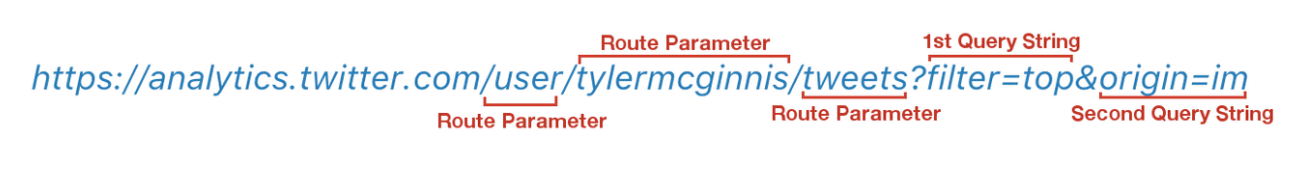 Route Parameter 1st Query String
https://analytics.twitter.com/user/tylermcginnis/tweets?filter=top&origin=im
Route Parameter Route Parameter Second Query String